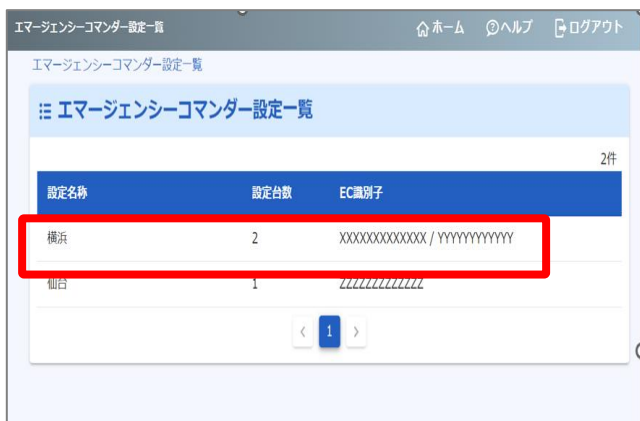 エマージェンシーコマンダー設定一覧 ホーム ヘルプ ログアウト
エマージェンシーコマンダー設定一覧
エマージェンシーコマンダー設定一覧
2件
設定名称 設定台数 EC識別子
横浜 2 XXXXXXXXXXXXX / YYYYYYYYYYYY
仙台 1 ZZZZZZZZZZZZZ
< 1 >